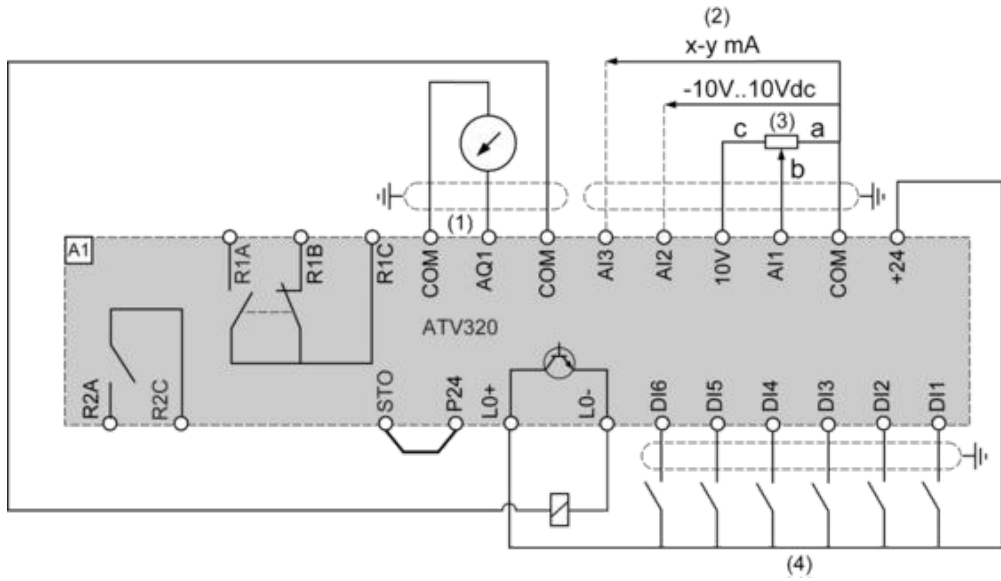 (2)
x-y mA
-10V..10Vdc
c
(3)
a
b
(1)
A1
R1A
R1B
R1C
COM
AQ1
COM
AI3
AI2
10V
AI1
COM
+24
ATV320
R2A
R2C
STO
P24
L0+
L0-
DI6
DI5
DI4
DI3
DI2
DI1
(4)